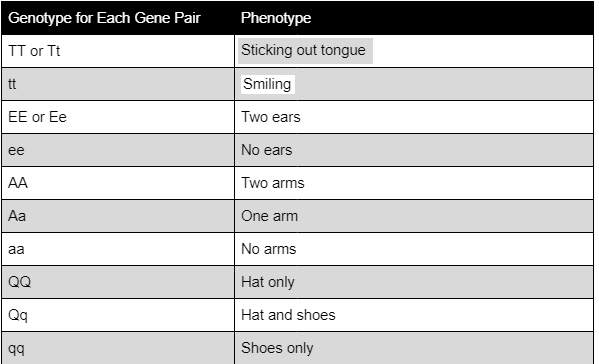 Genotype for Each Gene Pair Phenotype
TT or Tt Sticking out tongue
tt Smiling
EE or Ee Two ears
ee No ears
AA Two arms
Aa One arm
aa No arms
QQ Hat only
Qq Hat and shoes
qq Shoes only